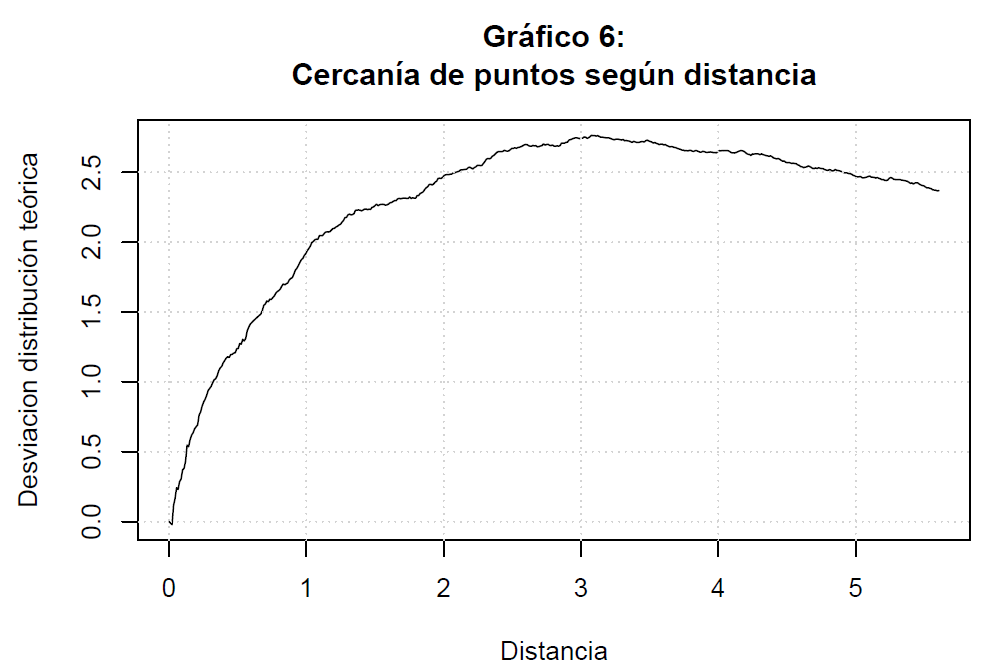 Gráfico 6:
Cercanía de puntos según distancia
Desviacion distribución teórica
2.5
2.0
1.5
1.0
0.5
0.0
0 1 2 3 4 5
Distancia